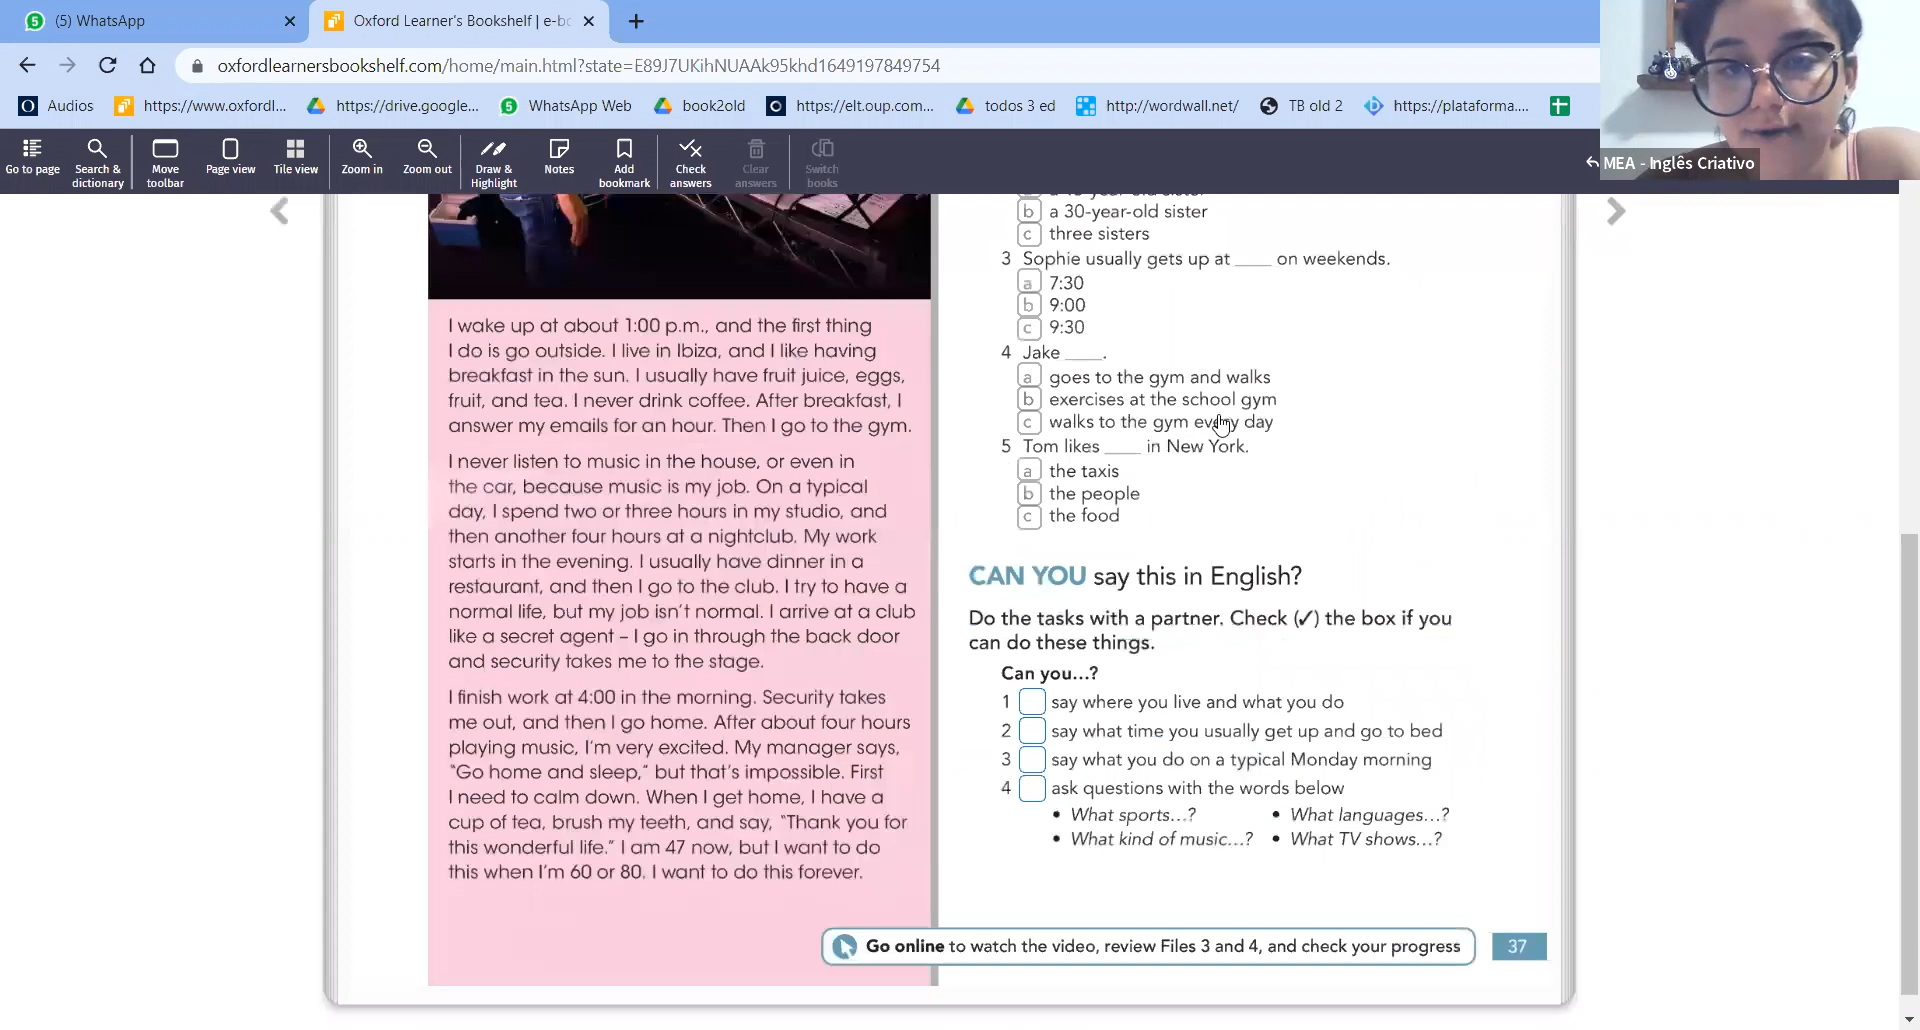 (5) WhatsApp
Oxford Learner's Bookshelf | e-bo
oxfordlearnersbookshelf.com/home/main.html?state=E89J7UKihNUAAk95khd1649197849754
Audios
https://www.oxfordl...
https://drive.google...
WhatsApp Web
book2old
https://elt.oup.com...
todos 3 ed
http://wordwall.net/
TB old 2
https://plataforma....
Go to page
Search & dictionary
Move toolbar
Page view
Tile view
Zoom in
Zoom out
Draw & Highlight
Notes
Add bookmark
Check answers
Clear answers
Switch books
MEA - Inglês Criativo
I wake up at about 1:00 p.m., and the first thing
I do is go outside. I live in Ibiza, and I like having
breakfast in the sun. I usually have fruit juice, eggs,
fruit, and tea. I never drink coffee. After breakfast, I
answer my emails for an hour. Then I go to the gym.
I never listen to music in the house, or even in
the car, because music is my job. On a typical
day, I spend two or three hours in my studio, and
then another four hours at a nightclub. My work
starts in the evening. I usually have dinner in a
restaurant, and then I go to the club. I try to have a
normal life, but my job isn't normal. I arrive at a club
like a secret agent – I go in through the back door
and security takes me to the stage.
I finish work at 4:00 in the morning. Security takes
me out, and then I go home. After about four hours
playing music, I'm very excited. My manager says,
"Go home and sleep," but that's impossible. First
I need to calm down. When I get home, I have a
cup of tea, brush my teeth, and say, "Thank you for
this wonderful life." I am 47 now, but I want to do
this when I'm 60 or 80. I want to do this forever.
b a 30-year-old sister
c three sisters
3 Sophie usually gets up at ____ on weekends.
a 7:30
b 9:00
c 9:30
4 Jake ____.
a goes to the gym and walks
b exercises at the school gym
c walks to the gym every day
5 Tom likes ____ in New York.
a the taxis
b the people
c the food
CAN YOU say this in English?
Do the tasks with a partner. Check (✓) the box if you
can do these things.
Can you...?
1 say where you live and what you do
2 say what time you usually get up and go to bed
3 say what you do on a typical Monday morning
4 ask questions with the words below
• What sports...? • What languages...?
• What kind of music...? • What TV shows...?
Go online to watch the video, review Files 3 and 4, and check your progress
37